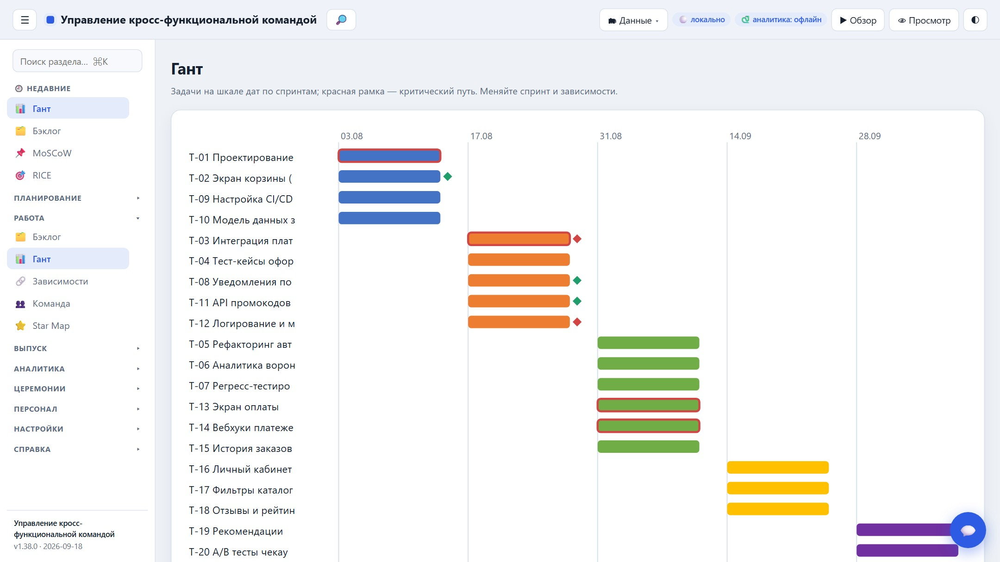 ☰ Управление кросс-функциональной командой
Данные ▾
локально
аналитика: офлайн
▶ Обзор
Просмотр
Поиск раздела... ⌘K
НЕДАВНИЕ
Гант
Бэклог
MoSCoW
RICE
ПЛАНИРОВАНИЕ
РАБОТА
Бэклог
Гант
Зависимости
Команда
Star Map
ВЫПУСК
АНАЛИТИКА
ЦЕРЕМОНИИ
ПЕРСОНАЛ
НАСТРОЙКИ
СПРАВКА
Управление кросс-
функциональной командой
v1.38.0 · 2026-09-18
Гант
Задачи на шкале дат по спринтам; красная рамка — критический путь. Меняйте спринт и зависимости.
03.08 17.08 31.08 14.09 28.09
T-01 Проектирование
T-02 Экран корзины (
T-09 Настройка CI/CD
T-10 Модель данных з
T-03 Интеграция плат
T-04 Тест-кейсы офор
T-08 Уведомления по
T-11 API промокодов
T-12 Логирование и м
T-05 Рефакторинг авт
T-06 Аналитика ворон
T-07 Регресс-тестиро
T-13 Экран оплаты
T-14 Вебхуки платеже
T-15 История заказов
T-16 Личный кабинет
T-17 Фильтры каталог
T-18 Отзывы и рейтин
T-19 Рекомендации
T-20 A/B тесты чекау